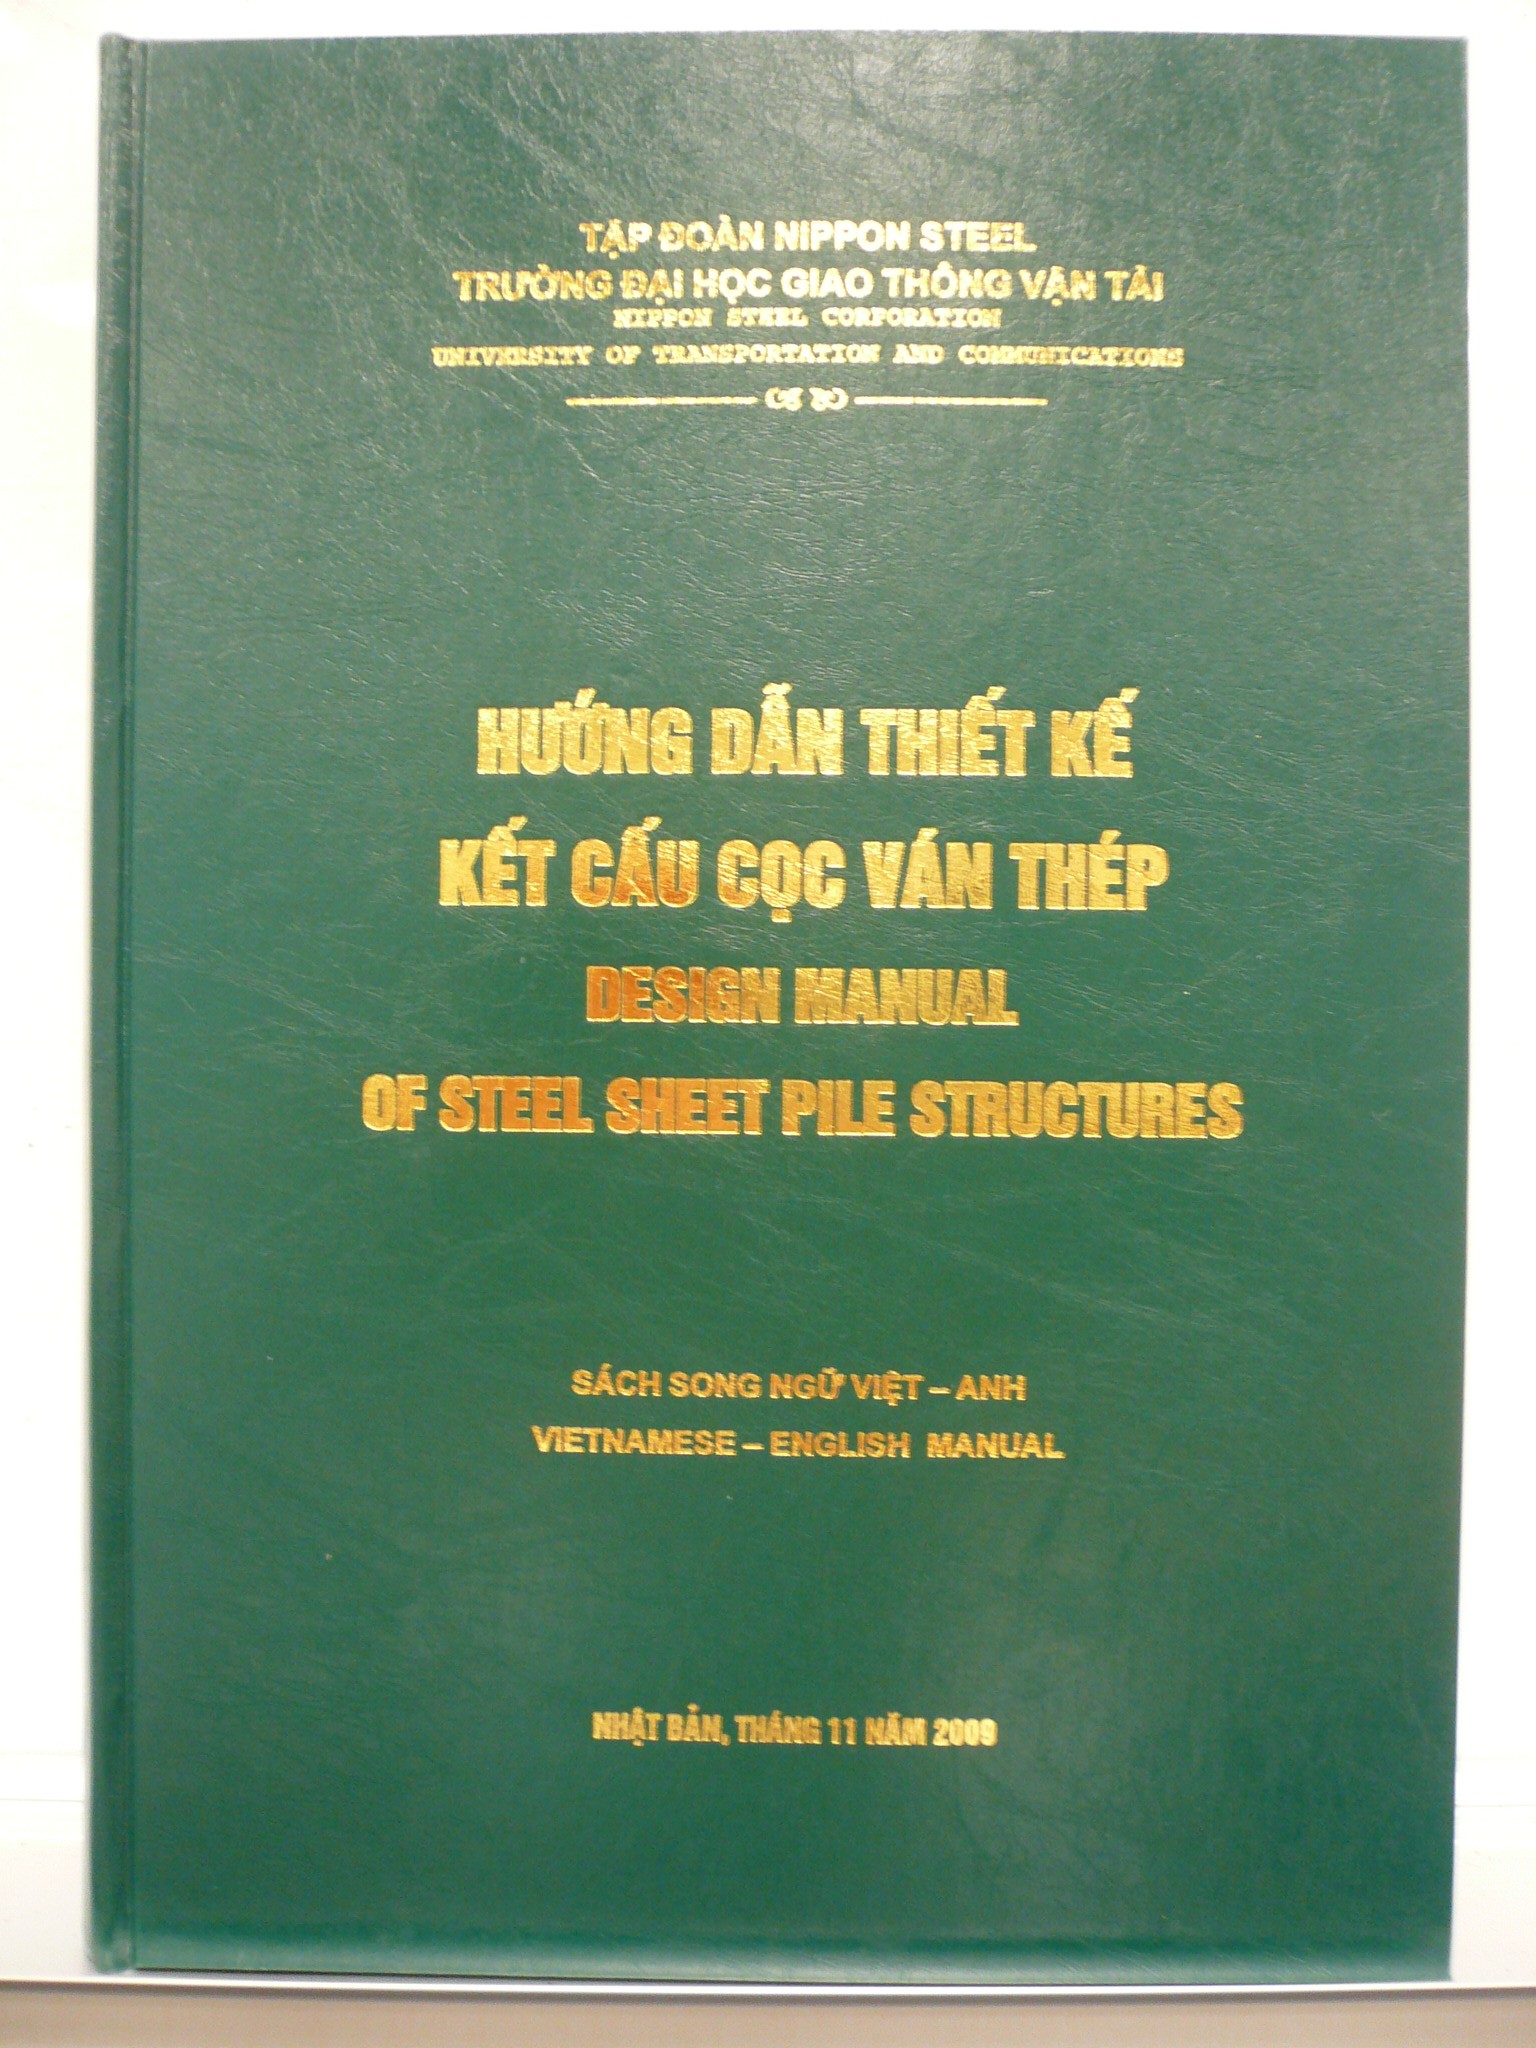 TẬP ĐOÀN NIPPON STEEL
TRƯỜNG ĐẠI HỌC GIAO THÔNG VẬN TẢI
NIPPON STEEL CORPORATION
UNIVERSITY OF TRANSPORTATION AND COMMUNICATIONS
HƯỚNG DẪN THIẾT KẾ
KẾT CẤU CỌC VÁN THÉP
DESIGN MANUAL
OF STEEL SHEET PILE STRUCTURES
SÁCH SONG NGỮ VIỆT – ANH
VIETNAMESE – ENGLISH MANUAL
NHẬT BẢN, THÁNG 11 NĂM 2009